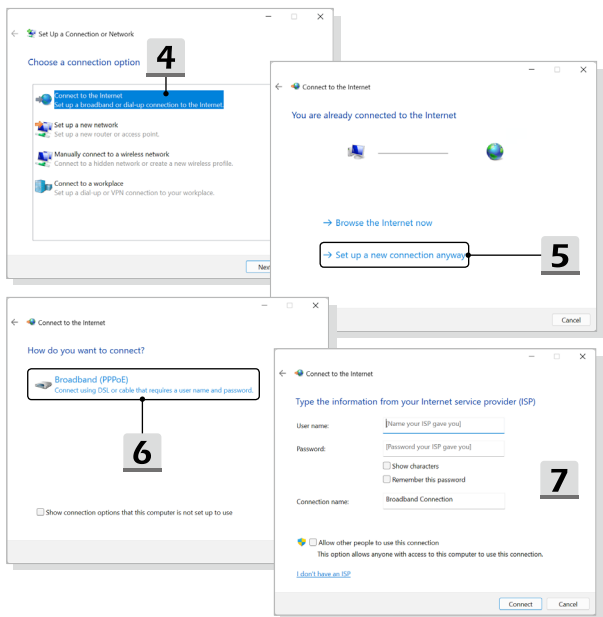 Set Up a Connection or Network
Choose a connection option
4
Connect to the Internet
Set up a broadband or dial-up connection to the Internet.
Set up a new network
Set up a new router or access point.
Manually connect to a wireless network
Connect to a hidden network or create a new wireless profile.
Connect to a workplace
Set up a dial-up or VPN connection to your workplace.
Connect to the Internet
You are already connected to the Internet
→ Browse the Internet now
→ Set up a new connection anyway
5
Cancel
Connect to the Internet
How do you want to connect?
Broadband (PPPoE)
Connect using DSL or cable that requires a user name and password.
6
Show connection options that this computer is not set up to use
Connect to the Internet
Type the information from your Internet service provider (ISP)
User name:
[Name your ISP gave you]
Password:
[Password your ISP gave you]
Show characters
Remember this password
7
Connection name:
Broadband Connection
Allow other people to use this connection
This option allows anyone with access to this computer to use this connection.
I don't have an ISP
Connect
Cancel